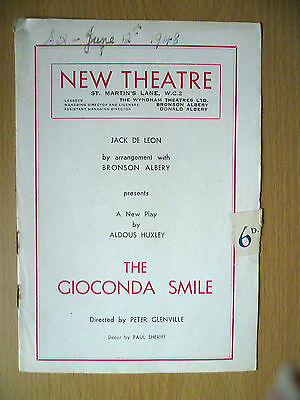 Sat - June 12th 1948
NEW THEATRE
ST. MARTIN'S LANE, W.C.2
LESSEES THE WYNDHAM THEATRES LTD.
MANAGING DIRECTOR AND LICENSEE BRONSON ALBERY
ASSISTANT MANAGING DIRECTOR DONALD ALBERY
JACK DE LEON
by arrangement with
BRONSON ALBERY
presents
A New Play
by
ALDOUS HUXLEY
6D.
THE
GIOCONDA SMILE
Directed by PETER GLENVILLE
Decor by PAUL SHERIFF